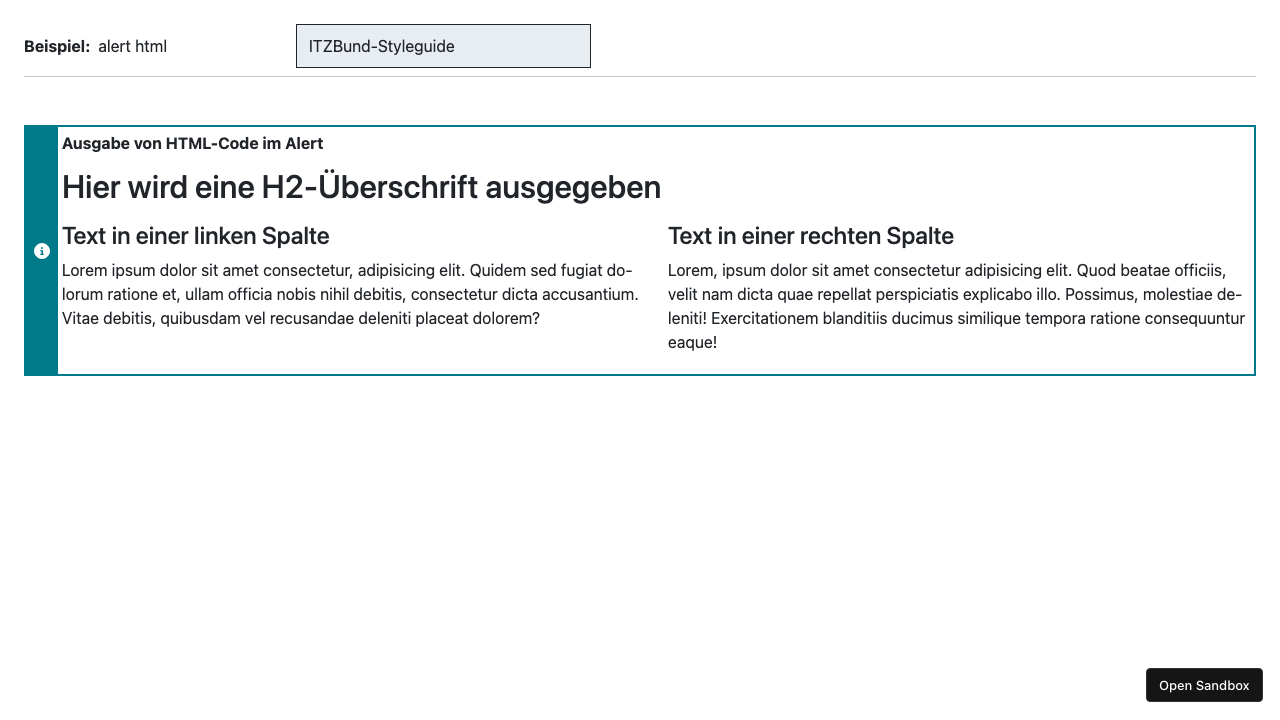 Beispiel: alert html
ITZBund-Styleguide
Ausgabe von HTML-Code im Alert
Hier wird eine H2-Überschrift ausgegeben
Text in einer linken Spalte
Lorem ipsum dolor sit amet consectetur, adipisicing elit. Quidem sed fugiat do-
lorum ratione et, ullam officia nobis nihil debitis, consectetur dicta accusantium.
Vitae debitis, quibusdam vel recusandae deleniti placeat dolorem?
Text in einer rechten Spalte
Lorem, ipsum dolor sit amet consectetur adipisicing elit. Quod beatae officiis,
velit nam dicta quae repellat perspiciatis explicabo illo. Possimus, molestiae de-
leniti! Exercitationem blanditiis ducimus similique tempora ratione consequuntur
eaque!
Open Sandbox